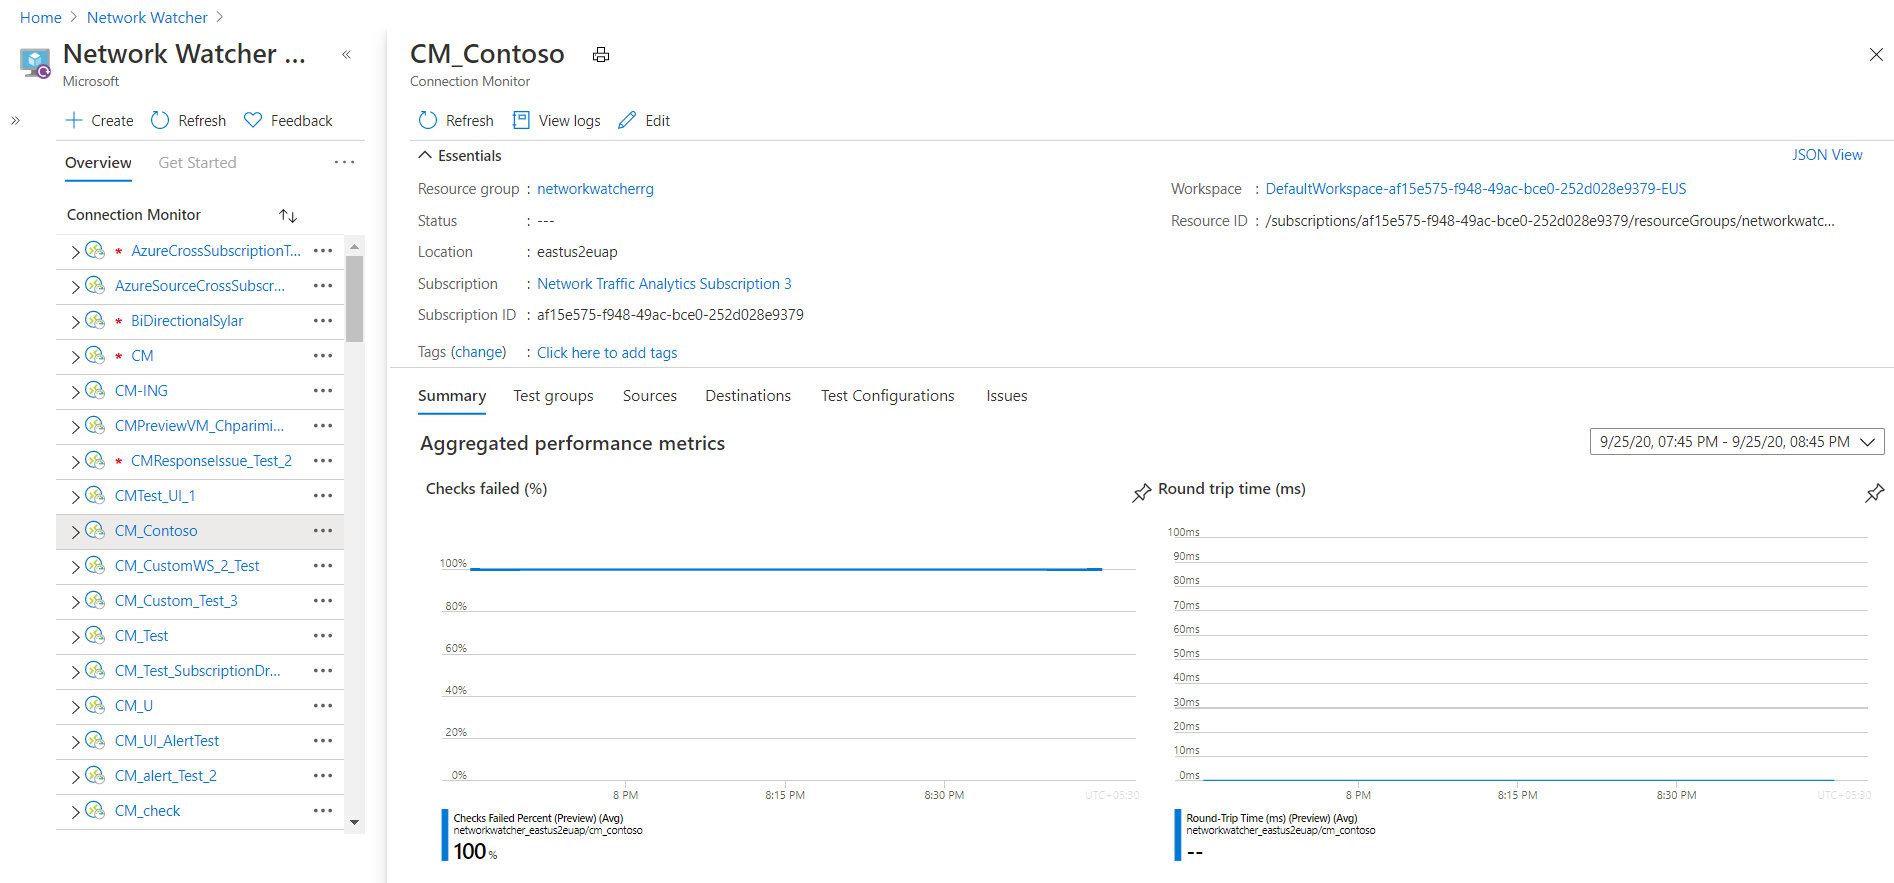 Home > Network Watcher >
Network Watcher ...
Microsoft
Create Refresh Feedback
Overview Get Started ...
Connection Monitor
* AzureCrossSubscriptionT... ...
AzureSourceCrossSubscr... ...
* BiDirectionalSylar ...
* CM ...
CM-ING ...
CMPreviewVM_Chparimi... ...
* CMResponseIssue_Test_2 ...
CMTest_UI_1 ...
CM_Contoso ...
CM_CustomWS_2_Test ...
CM_Custom_Test_3 ...
CM_Test ...
CM_Test_SubscriptionDr... ...
CM_U ...
CM_UI_AlertTest ...
CM_alert_Test_2 ...
CM_check ...
CM_Contoso
Connection Monitor
Refresh View logs Edit
Essentials JSON View
Resource group : networkwatcherrg
Status : ---
Location : eastus2euap
Subscription : Network Traffic Analytics Subscription 3
Subscription ID : af15e575-f948-49ac-bce0-252d028e9379
Tags (change) : Click here to add tags
Workspace : DefaultWorkspace-af15e575-f948-49ac-bce0-252d028e9379-EUS
Resource ID : /subscriptions/af15e575-f948-49ac-bce0-252d028e9379/resourceGroups/networkwatc...
Summary Test groups Sources Destinations Test Configurations Issues
Aggregated performance metrics
9/25/20, 07:45 PM - 9/25/20, 08:45 PM
Checks failed (%)
100%
80%
60%
40%
20%
0%
8 PM 8:15 PM 8:30 PM UTC+05:30
Checks Failed Percent (Preview) (Avg)
networkwatcher_eastus2euap/cm_contoso
100 %
Round trip time (ms)
100ms
90ms
80ms
70ms
60ms
50ms
40ms
30ms
20ms
10ms
0ms
8 PM 8:15 PM 8:30 PM UTC+05:30
Round-Trip Time (ms) (Preview) (Avg)
networkwatcher_eastus2euap/cm_contoso
--